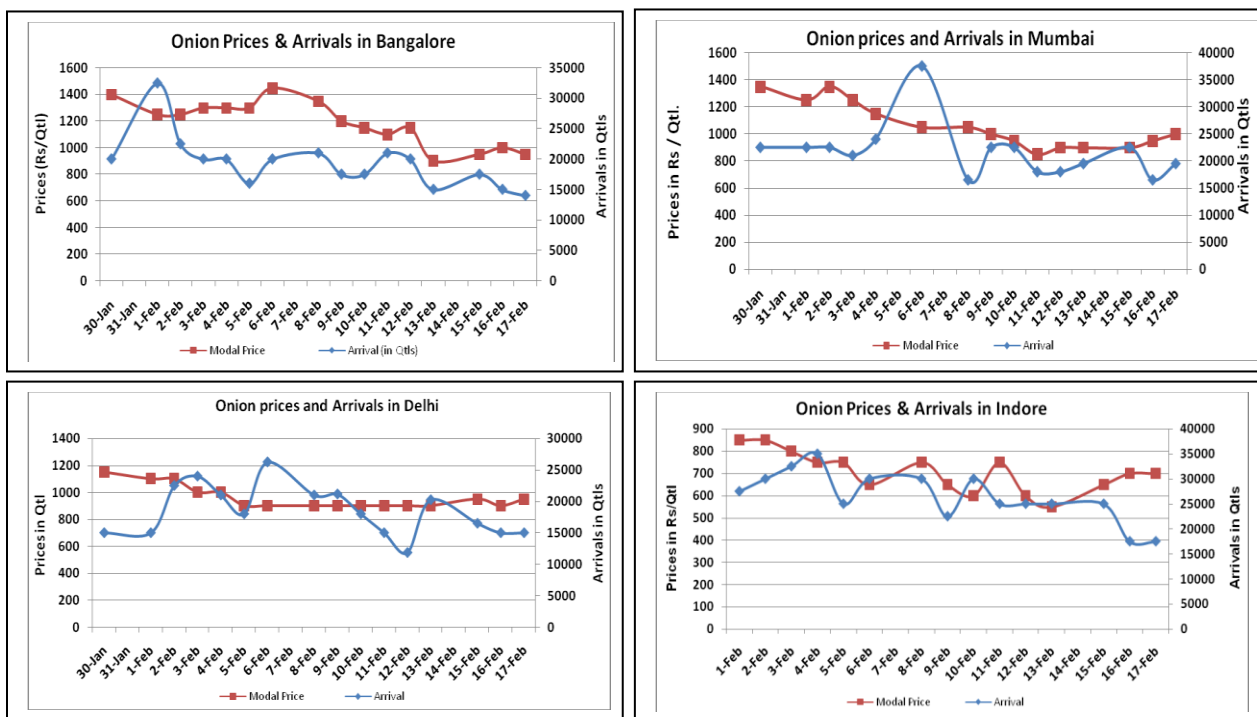 Onion Prices & Arrivals in Bangalore
Prices (Rs/Qtl)
1600
1400
1200
1000
800
600
400
200
0
35000
30000
25000
20000
15000
10000
5000
0
Arrivals in Qtls
30-Jan
31-Jan
1-Feb
2-Feb
3-Feb
4-Feb
5-Feb
6-Feb
7-Feb
8-Feb
9-Feb
10-Feb
11-Feb
12-Feb
13-Feb
14-Feb
15-Feb
16-Feb
17-Feb
Modal Price
Arrival (in Qtls)
Onion prices and Arrivals in Mumbai
Prices in Rs / Qtl.
1600
1400
1200
1000
800
600
400
200
0
40000
35000
30000
25000
20000
15000
10000
5000
0
Arrivals in Qtls
30-Jan
31-Jan
1-Feb
2-Feb
3-Feb
4-Feb
5-Feb
6-Feb
7-Feb
8-Feb
9-Feb
10-Feb
11-Feb
12-Feb
13-Feb
14-Feb
15-Feb
16-Feb
17-Feb
Modal Price
Arrival
Onion prices and Arrivals in Delhi
Prices in Qtl
1400
1200
1000
800
600
400
200
0
30000
25000
20000
15000
10000
5000
0
Arrivals in Qtls
30-Jan
31-Jan
1-Feb
2-Feb
3-Feb
4-Feb
5-Feb
6-Feb
7-Feb
8-Feb
9-Feb
10-Feb
11-Feb
12-Feb
13-Feb
14-Feb
15-Feb
16-Feb
17-Feb
Modal Price
Arrival
Onion Prices & Arrivals in Indore
Prices in Rs/Qtl
900
800
700
600
500
400
300
200
100
0
40000
35000
30000
25000
20000
15000
10000
5000
0
Arrivals in Qtls
1-Feb
2-Feb
3-Feb
4-Feb
5-Feb
6-Feb
7-Feb
8-Feb
9-Feb
10-Feb
11-Feb
12-Feb
13-Feb
14-Feb
15-Feb
16-Feb
17-Feb
Modal Price
Arrival